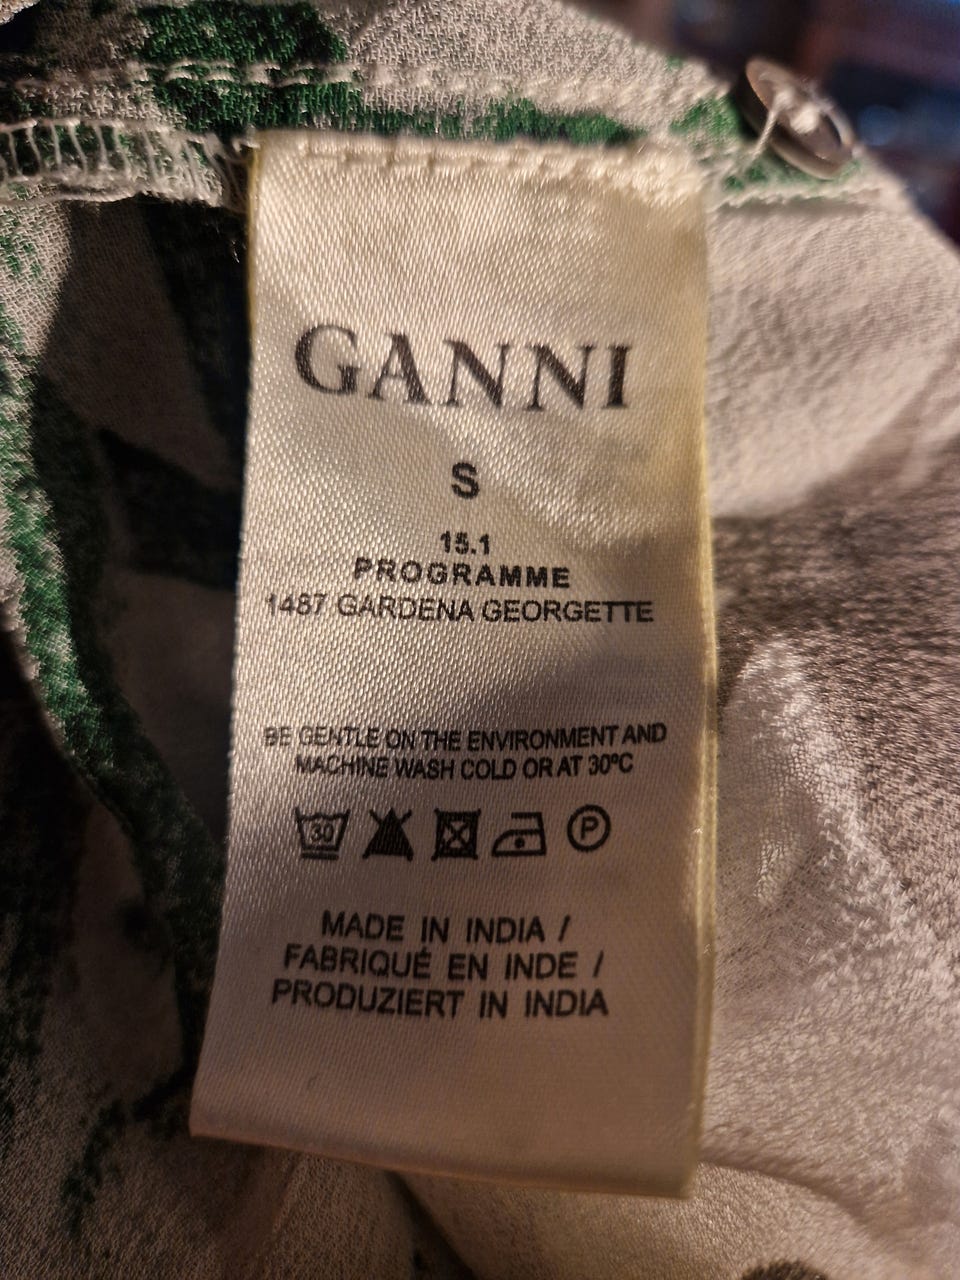 GANNI
S
15.1
PROGRAMME
1487 GARDENA GEORGETTE
BE GENTLE ON THE ENVIRONMENT AND
MACHINE WASH COLD OR AT 30ºC
30 P
MADE IN INDIA /
FABRIQUÉ EN INDE /
PRODUZIERT IN INDIA